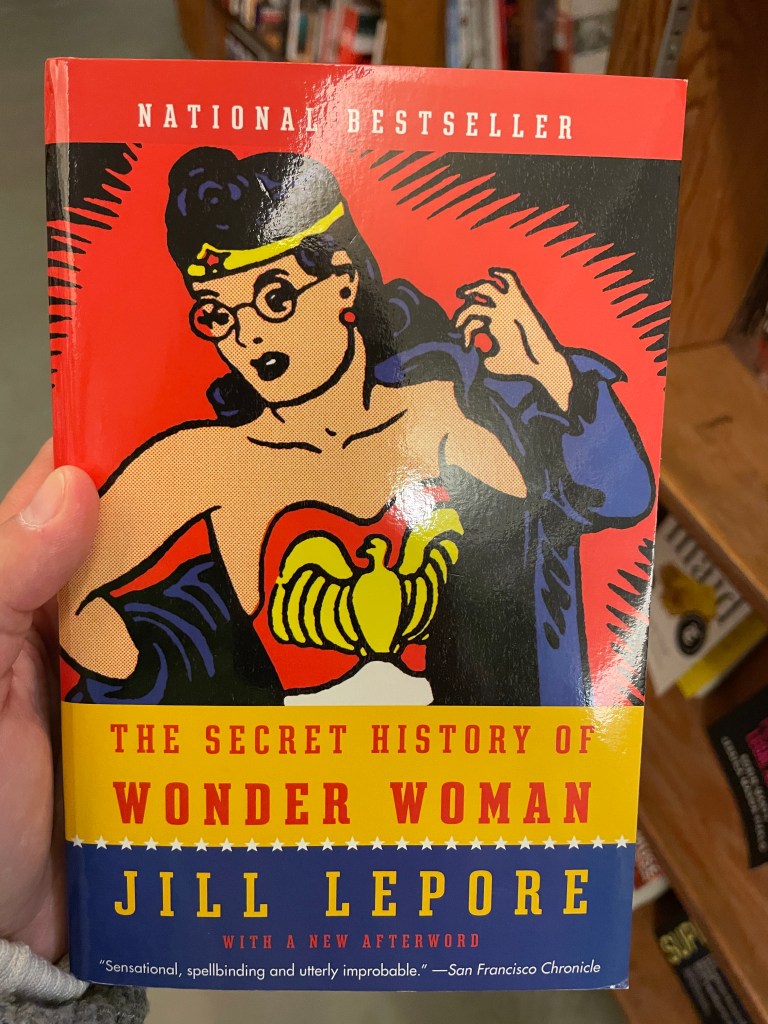 NATIONAL BESTSELLER
THE SECRET HISTORY OF
WONDER WOMAN
JILL LEPORE
WITH A NEW AFTERWORD
“Sensational, spellbinding and utterly improbable.” —San Francisco Chronicle